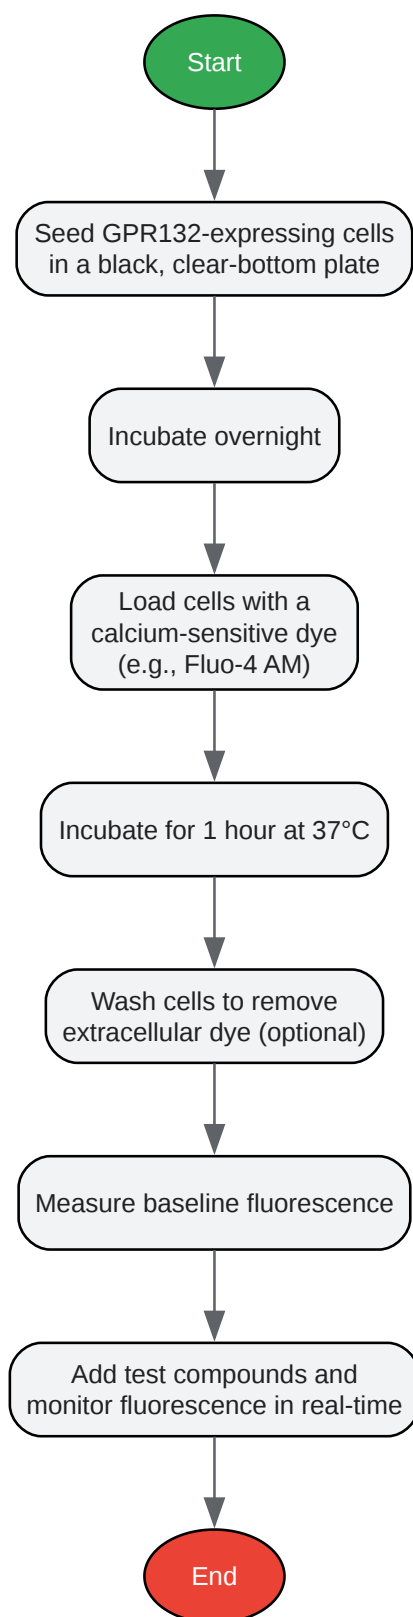 Start
Seed GPR132-expressing cells
in a black, clear-bottom plate
Incubate overnight
Load cells with a
calcium-sensitive dye
(e.g., Fluo-4 AM)
Incubate for 1 hour at 37°C
Wash cells to remove
extracellular dye (optional)
Measure baseline fluorescence
Add test compounds and
monitor fluorescence in real-time
End